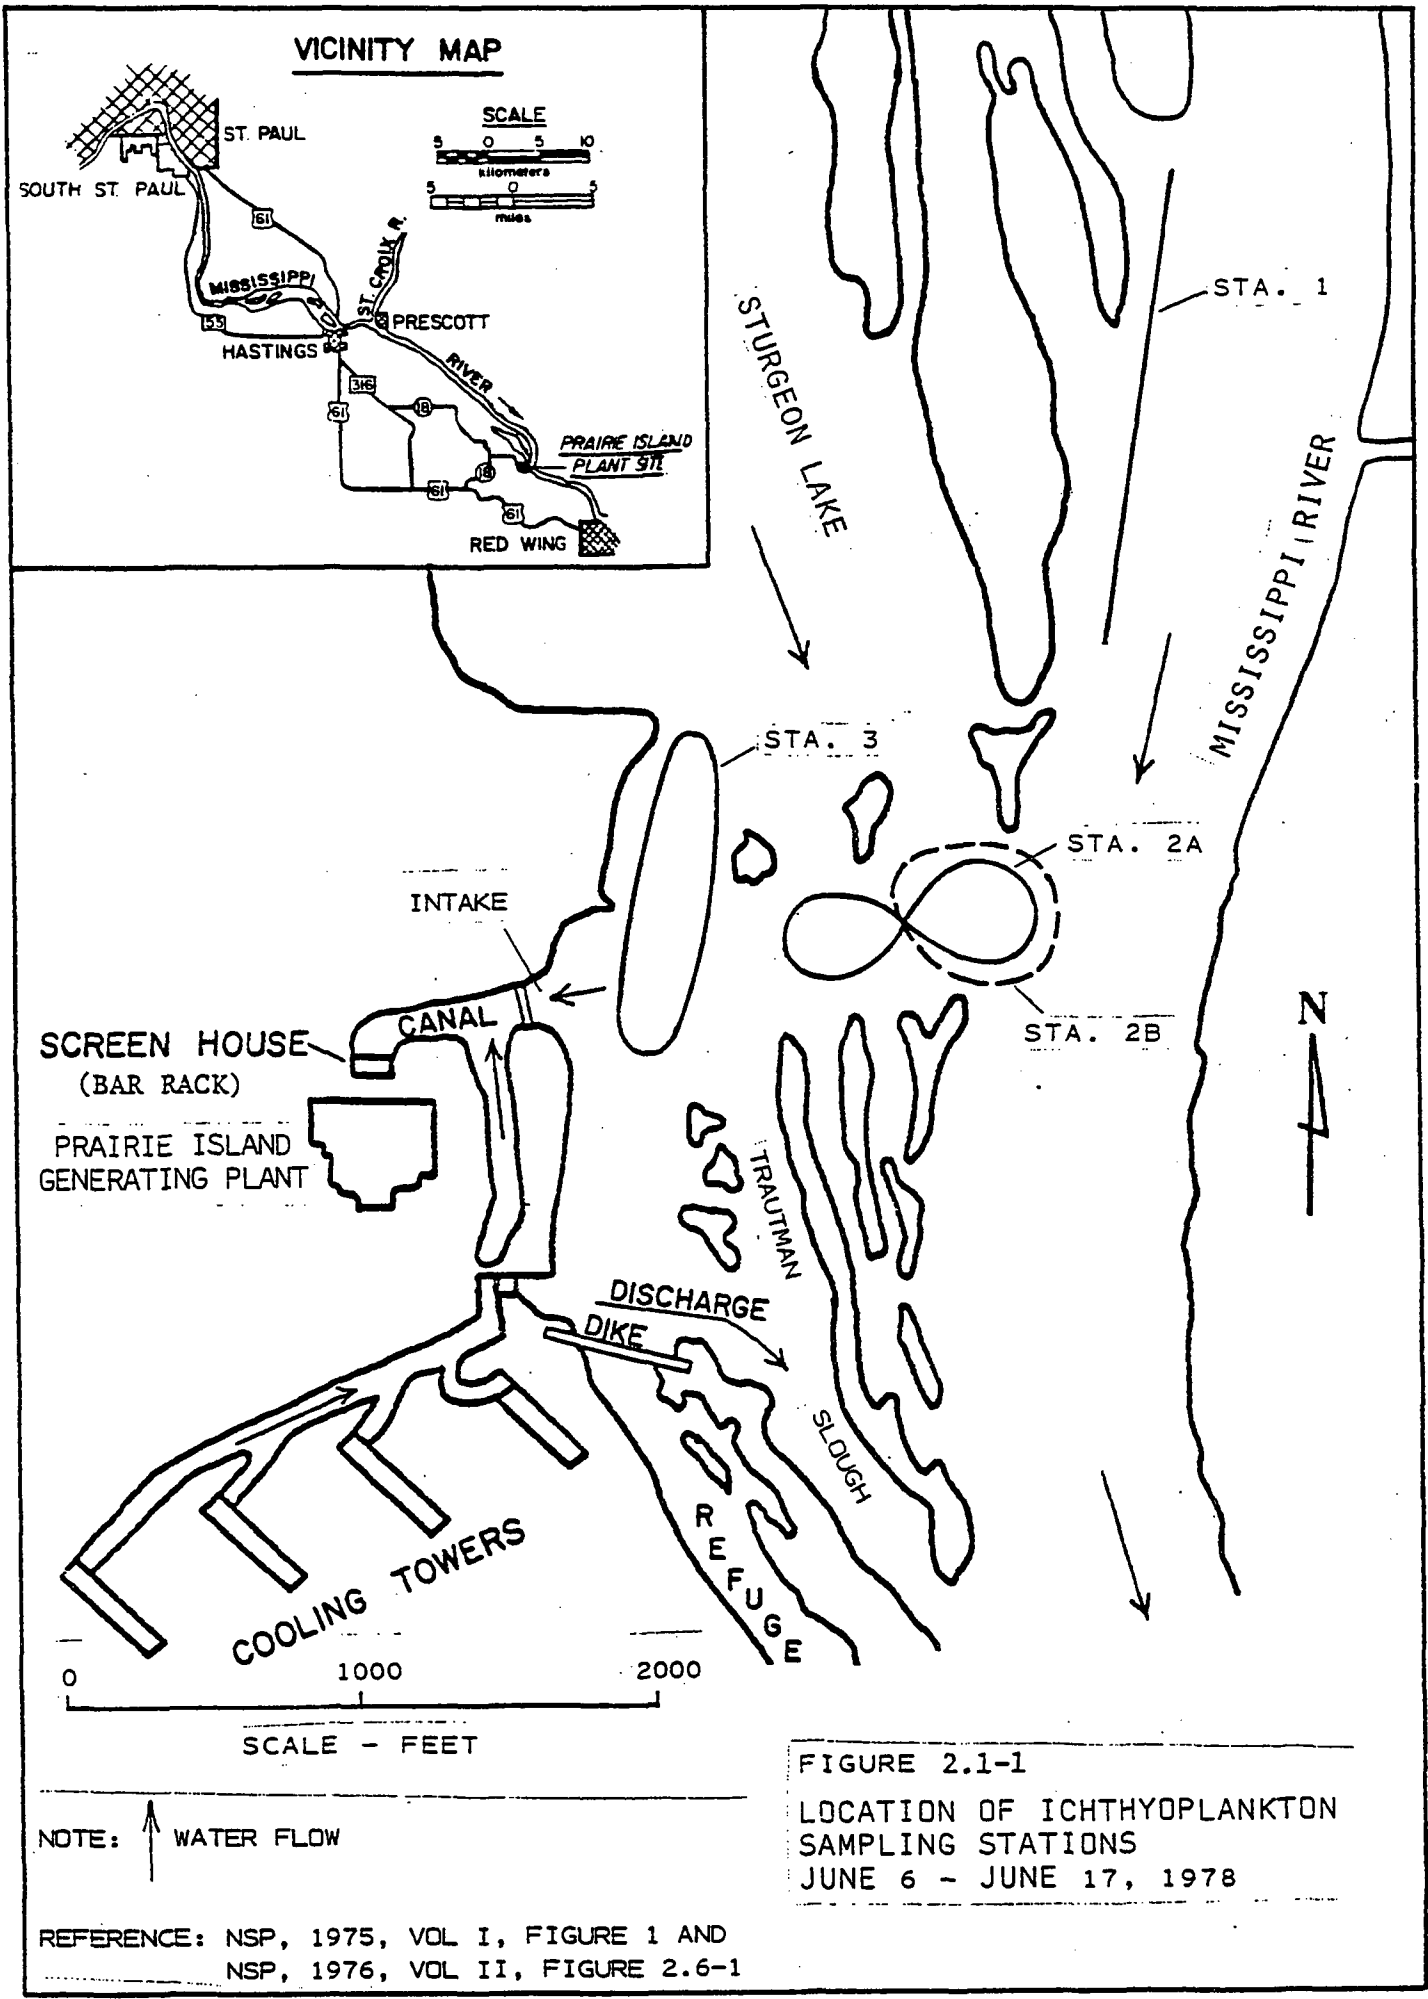 VICINITY MAP
ST. PAUL
SOUTH ST. PAUL
SCALE
5 0 5 10
kilometers
5 0 5
miles
61
ST. CROIX R.
MISSISSIPPI
55
PRESCOTT
HASTINGS
RIVER
316
61
18
PRAIRIE ISLAND
PLANT SITE
18
61
61
RED WING
STURGEON LAKE
STA. 1
MISSISSIPPI RIVER
STA. 3
STA. 2A
INTAKE
STA. 2B
CANAL
N
SCREEN HOUSE
(BAR RACK)
PRAIRIE ISLAND
GENERATING PLANT
TRAUTMAN
DISCHARGE
DIKE
SLOUGH
REFUGE
COOLING TOWERS
0 1000 2000
SCALE - FEET
NOTE: WATER FLOW
FIGURE 2.1-1
LOCATION OF ICHTHYOPLANKTON
SAMPLING STATIONS
JUNE 6 - JUNE 17, 1978
REFERENCE: NSP, 1975, VOL I, FIGURE 1 AND
NSP, 1976, VOL II, FIGURE 2.6-1